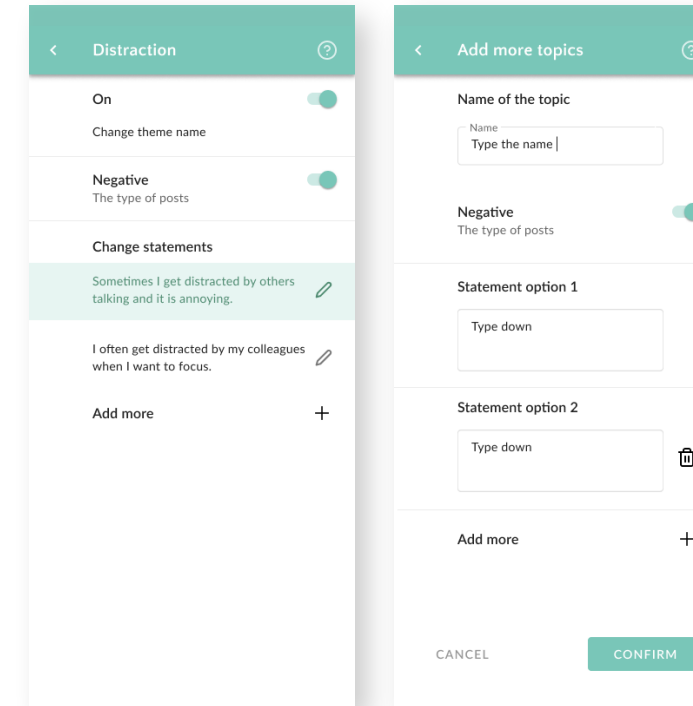 Distraction
On
Change theme name
Negative
The type of posts
Change statements
Sometimes I get distracted by others
talking and it is annoying.
I often get distracted by my colleagues
when I want to focus.
Add more
Add more topics
Name of the topic
Name
Type the name
Negative
The type of posts
Statement option 1
Type down
Statement option 2
Type down
Add more
CANCEL
CONFIRM